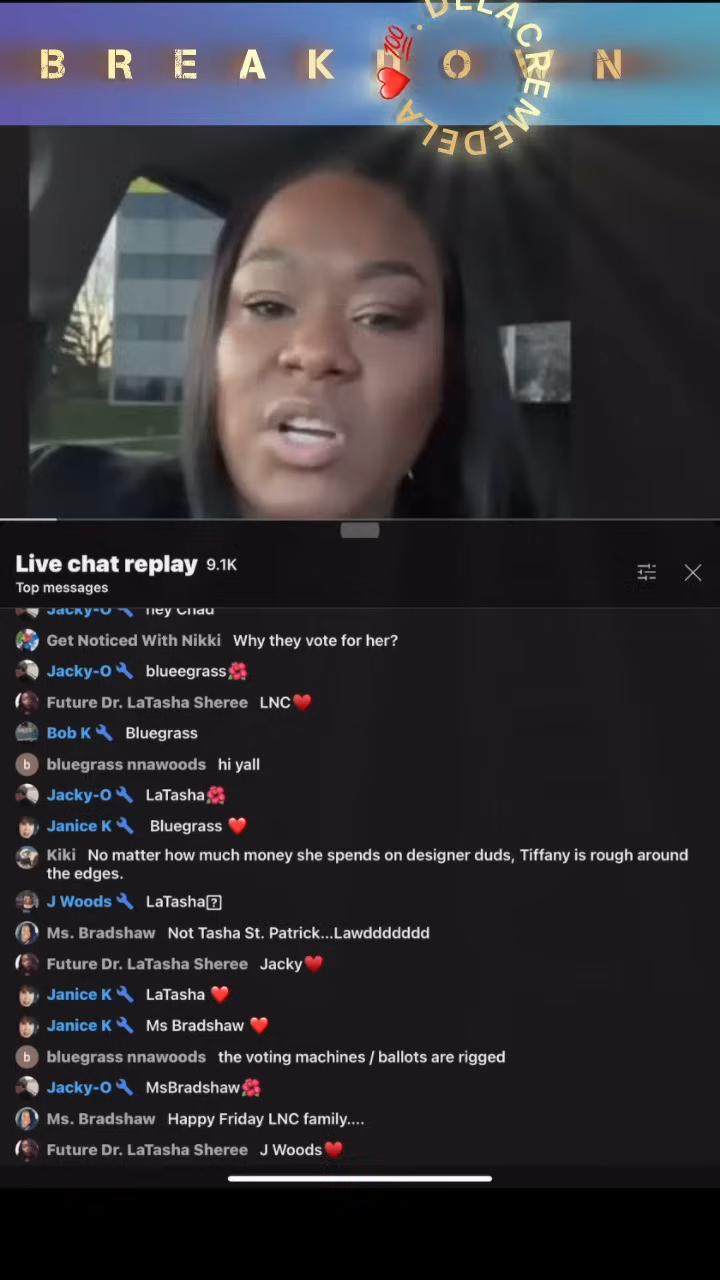 BREAKDOWN
DELACREMEDELA
Live chat replay 9.1K
Top messages
Jacky-O hey Chad
Get Noticed With Nikki Why they vote for her?
Jacky-O blueegrass🌺
Future Dr. LaTasha Sheree LNC❤️
Bob K Bluegrass
b bluegrass nnawoods hi yall
Jacky-O LaTasha🌺
Janice K Bluegrass ❤️
Kiki No matter how much money she spends on designer duds, Tiffany is rough around
the edges.
J Woods LaTasha⍰
Ms. Bradshaw Not Tasha St. Patrick...Lawddddddd
Future Dr. LaTasha Sheree Jacky❤️
Janice K LaTasha ❤️
Janice K Ms Bradshaw ❤️
b bluegrass nnawoods the voting machines / ballots are rigged
Jacky-O MsBradshaw🌺
Ms. Bradshaw Happy Friday LNC family....
Future Dr. LaTasha Sheree J Woods❤️